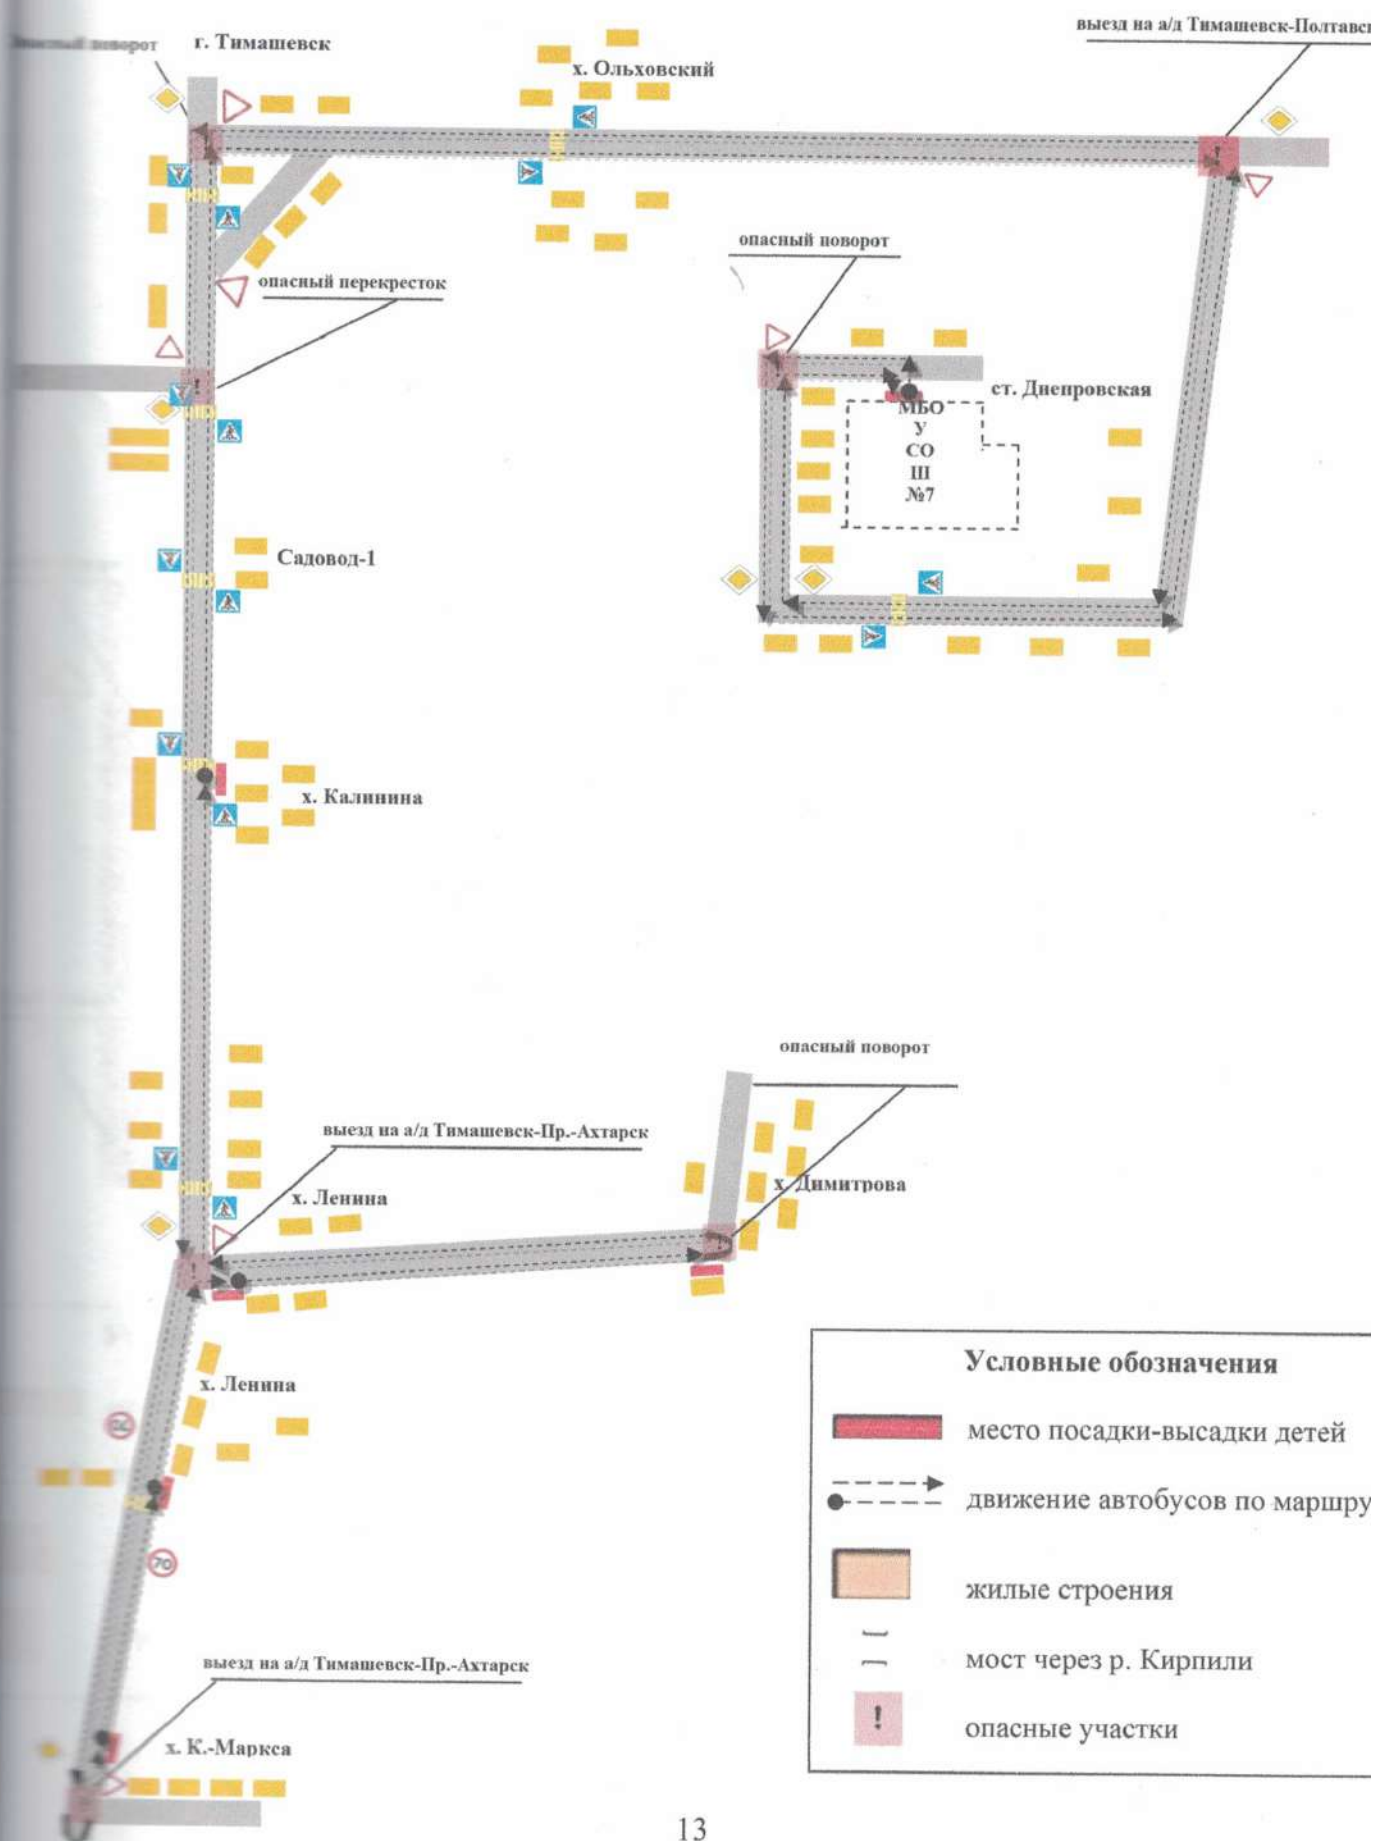 выезд на а/д Тимашевск-Полтавс
поворот
г. Тимашевск
х. Ольховский
опасный поворот
опасный перекресток
ст. Днепровская
МБО
У
СО
Ш
№7
Садовод-1
х. Калинина
опасный поворот
выезд на а/д Тимашевск-Пр.-Ахтарск
х. Димитрова
х. Ленина
х. Ленина
70
выезд на а/д Тимашевск-Пр.-Ахтарск
х. К.-Маркса
Условные обозначения
место посадки-высадки детей
движение автобусов по маршру
жилые строения
мост через р. Кирпили
! опасные участки
13